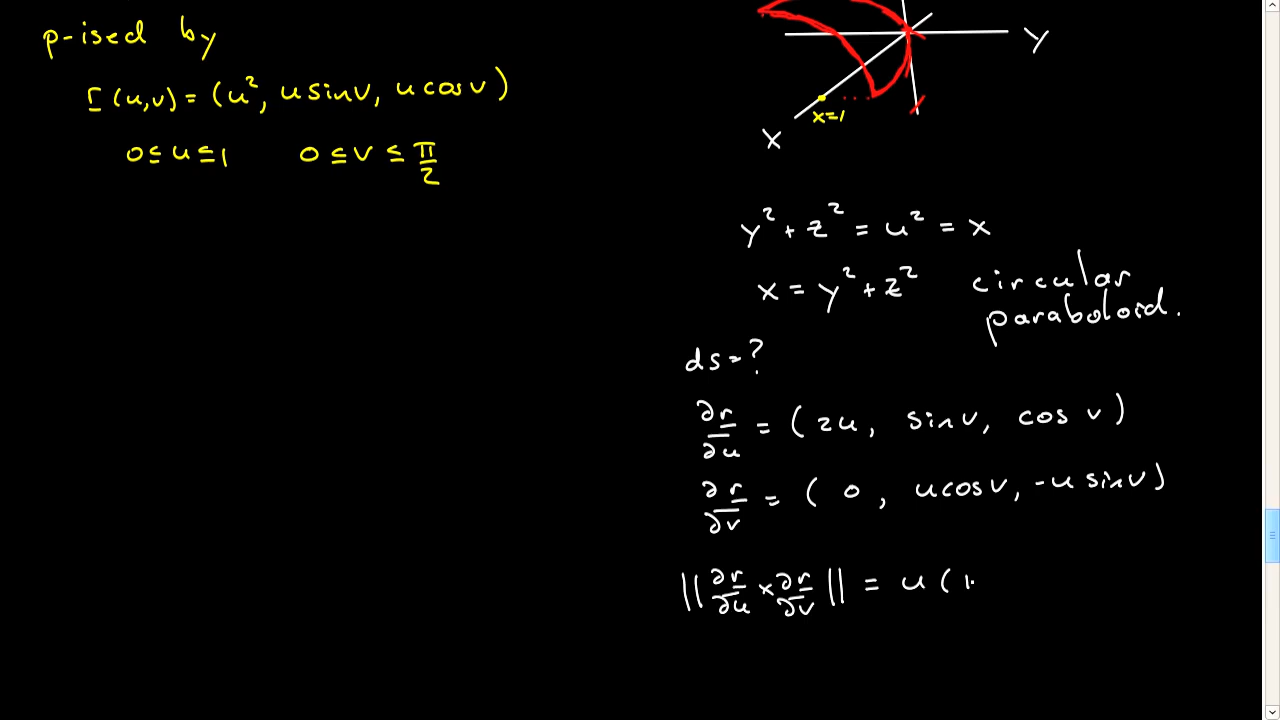 p-ised by
r(u,v) = (u², u sin v, u cos v)
0 ≤ u ≤ 1 0 ≤ v ≤ π/2
Y
x=1
X
y² + z² = u² = x
x = y² + z² circular paraboloid.
ds = ?
∂r/∂u = (2u, sin v, cos v)
∂r/∂v = (0, u cos v, -u sin v)
||∂r/∂u × ∂r/∂v|| = u (1